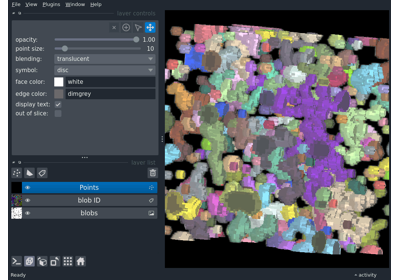 File View Plugins Window Help
layer controls
opacity: 1.00
point size: 10
blending: translucent
symbol: disc
face color: white
edge color: dimgrey
display text:
out of slice:
layer list
Points
blob ID
blobs
Ready
activity